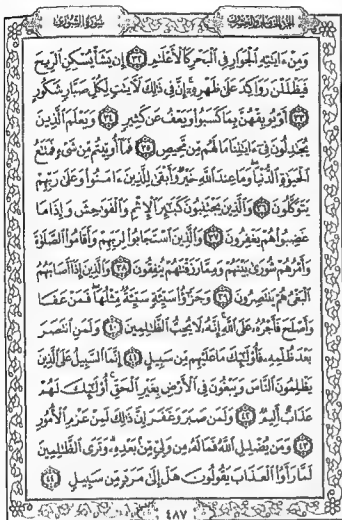 الجزء الخامس والعشرون
سورة الشورى
وَمِنْ ءَايَٰتِهِ ٱلْجَوَارِ فِى ٱلْبَحْرِ كَٱلْأَعْلَٰمِ ٣٢ إِن يَشَأْ يُسْكِنِ ٱلرِّيحَ
فَيَظْلَلْنَ رَوَاكِدَ عَلَىٰ ظَهْرِهِۦٓ إِنَّ فِى ذَٰلِكَ لَءَايَٰتٍ لِّكُلِّ صَبَّارٍ شَكُورٍ
٣٣ أَوْ يُوبِقْهُنَّ بِمَا كَسَبُوا۟ وَيَعْفُ عَن كَثِيرٍ ٣٤ وَيَعْلَمَ ٱلَّذِينَ
يُجَٰدِلُونَ فِىٓ ءَايَٰتِنَا مَا لَهُم مِّن مَّحِيصٍ ٣٥ فَمَآ أُوتِيتُم مِّن شَىْءٍ فَمَتَٰعُ
ٱلْحَيَوٰةِ ٱلدُّنْيَا وَمَا عِندَ ٱللَّهِ خَيْرٌ وَأَبْقَىٰ لِلَّذِينَ ءَامَنُوا۟ وَعَلَىٰ رَبِّهِمْ
يَتَوَكَّلُونَ ٣٦ وَٱلَّذِينَ يَجْتَنِبُونَ كَبَٰٓئِرَ ٱلْإِثْمِ وَٱلْفَوَٰحِشَ وَإِذَا مَا
غَضِبُوا۟ هُمْ يَغْفِرُونَ ٣٧ وَٱلَّذِينَ ٱسْتَجَابُوا۟ لِرَبِّهِمْ وَأَقَامُوا۟ ٱلصَّلَوٰةَ
وَأَمْرُهُمْ شُورَىٰ بَيْنَهُمْ وَمِمَّا رَزَقْنَٰهُمْ يُنفِقُونَ ٣٨ وَٱلَّذِينَ إِذَآ أَصَابَهُمُ
ٱلْبَغْىُ هُمْ يَنتَصِرُونَ ٣٩ وَجَزَٰٓؤُا۟ سَيِّئَةٍ سَيِّئَةٌ مِّثْلُهَا فَمَنْ عَفَا
وَأَصْلَحَ فَأَجْرُهُۥ عَلَى ٱللَّهِ إِنَّهُۥ لَا يُحِبُّ ٱلظَّٰلِمِينَ ٤٠ وَلَمَنِ ٱنتَصَرَ
بَعْدَ ظُلْمِهِۦ فَأُو۟لَٰٓئِكَ مَا عَلَيْهِم مِّن سَبِيلٍ ٤١ إِنَّمَا ٱلسَّبِيلُ عَلَى ٱلَّذِينَ
يَظْلِمُونَ ٱلنَّاسَ وَيَبْغُونَ فِى ٱلْأَرْضِ بِغَيْرِ ٱلْحَقِّ أُو۟لَٰٓئِكَ لَهُمْ
عَذَابٌ أَلِيمٌ ٤٢ وَلَمَن صَبَرَ وَغَفَرَ إِنَّ ذَٰلِكَ لَمِنْ عَزْمِ ٱلْأُمُورِ
٤٣ وَمَن يُضْلِلِ ٱللَّهُ فَمَا لَهُۥ مِن وَلِىٍّ مِّنۢ بَعْدِهِۦ وَتَرَى ٱلظَّٰلِمِينَ
لَمَّا رَأَوُا۟ ٱلْعَذَابَ يَقُولُونَ هَلْ إِلَىٰ مَرَدٍّ مِّن سَبِيلٍ ٤٤
٤٨٧